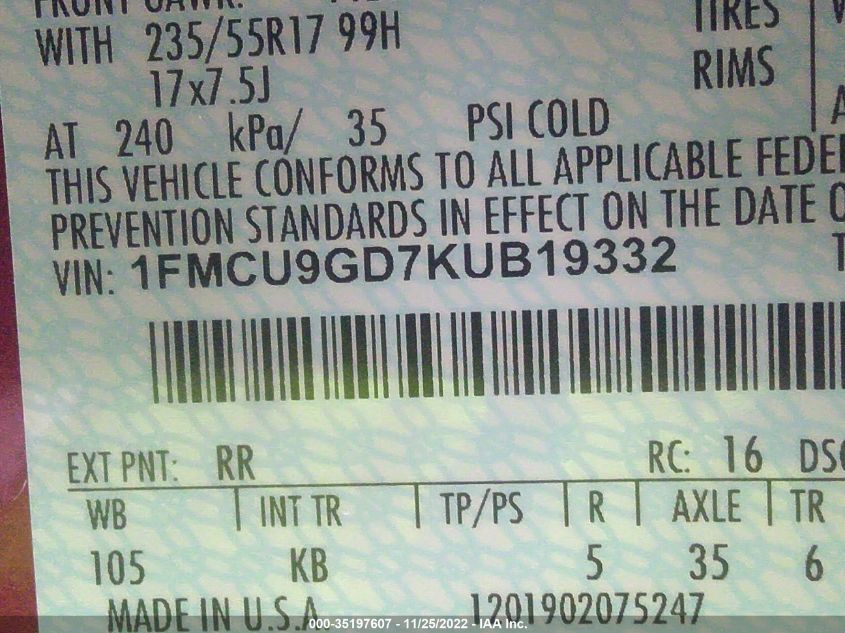 FRONT GAWR:
WITH 235/55R17 99H TIRES
17x7.5J RIMS
AT 240 kPa/ 35 PSI COLD
THIS VEHICLE CONFORMS TO ALL APPLICABLE FEDE
PREVENTION STANDARDS IN EFFECT ON THE DATE O
VIN: 1FMCU9GD7KUB19332
EXT PNT: RR RC: 16 DSO
WB INT TR TP/PS R AXLE TR
105 KB 5 35 6
MADE IN U.S.A. 1201902075247
000-35197607 - 11/25/2022 - IAA Inc.